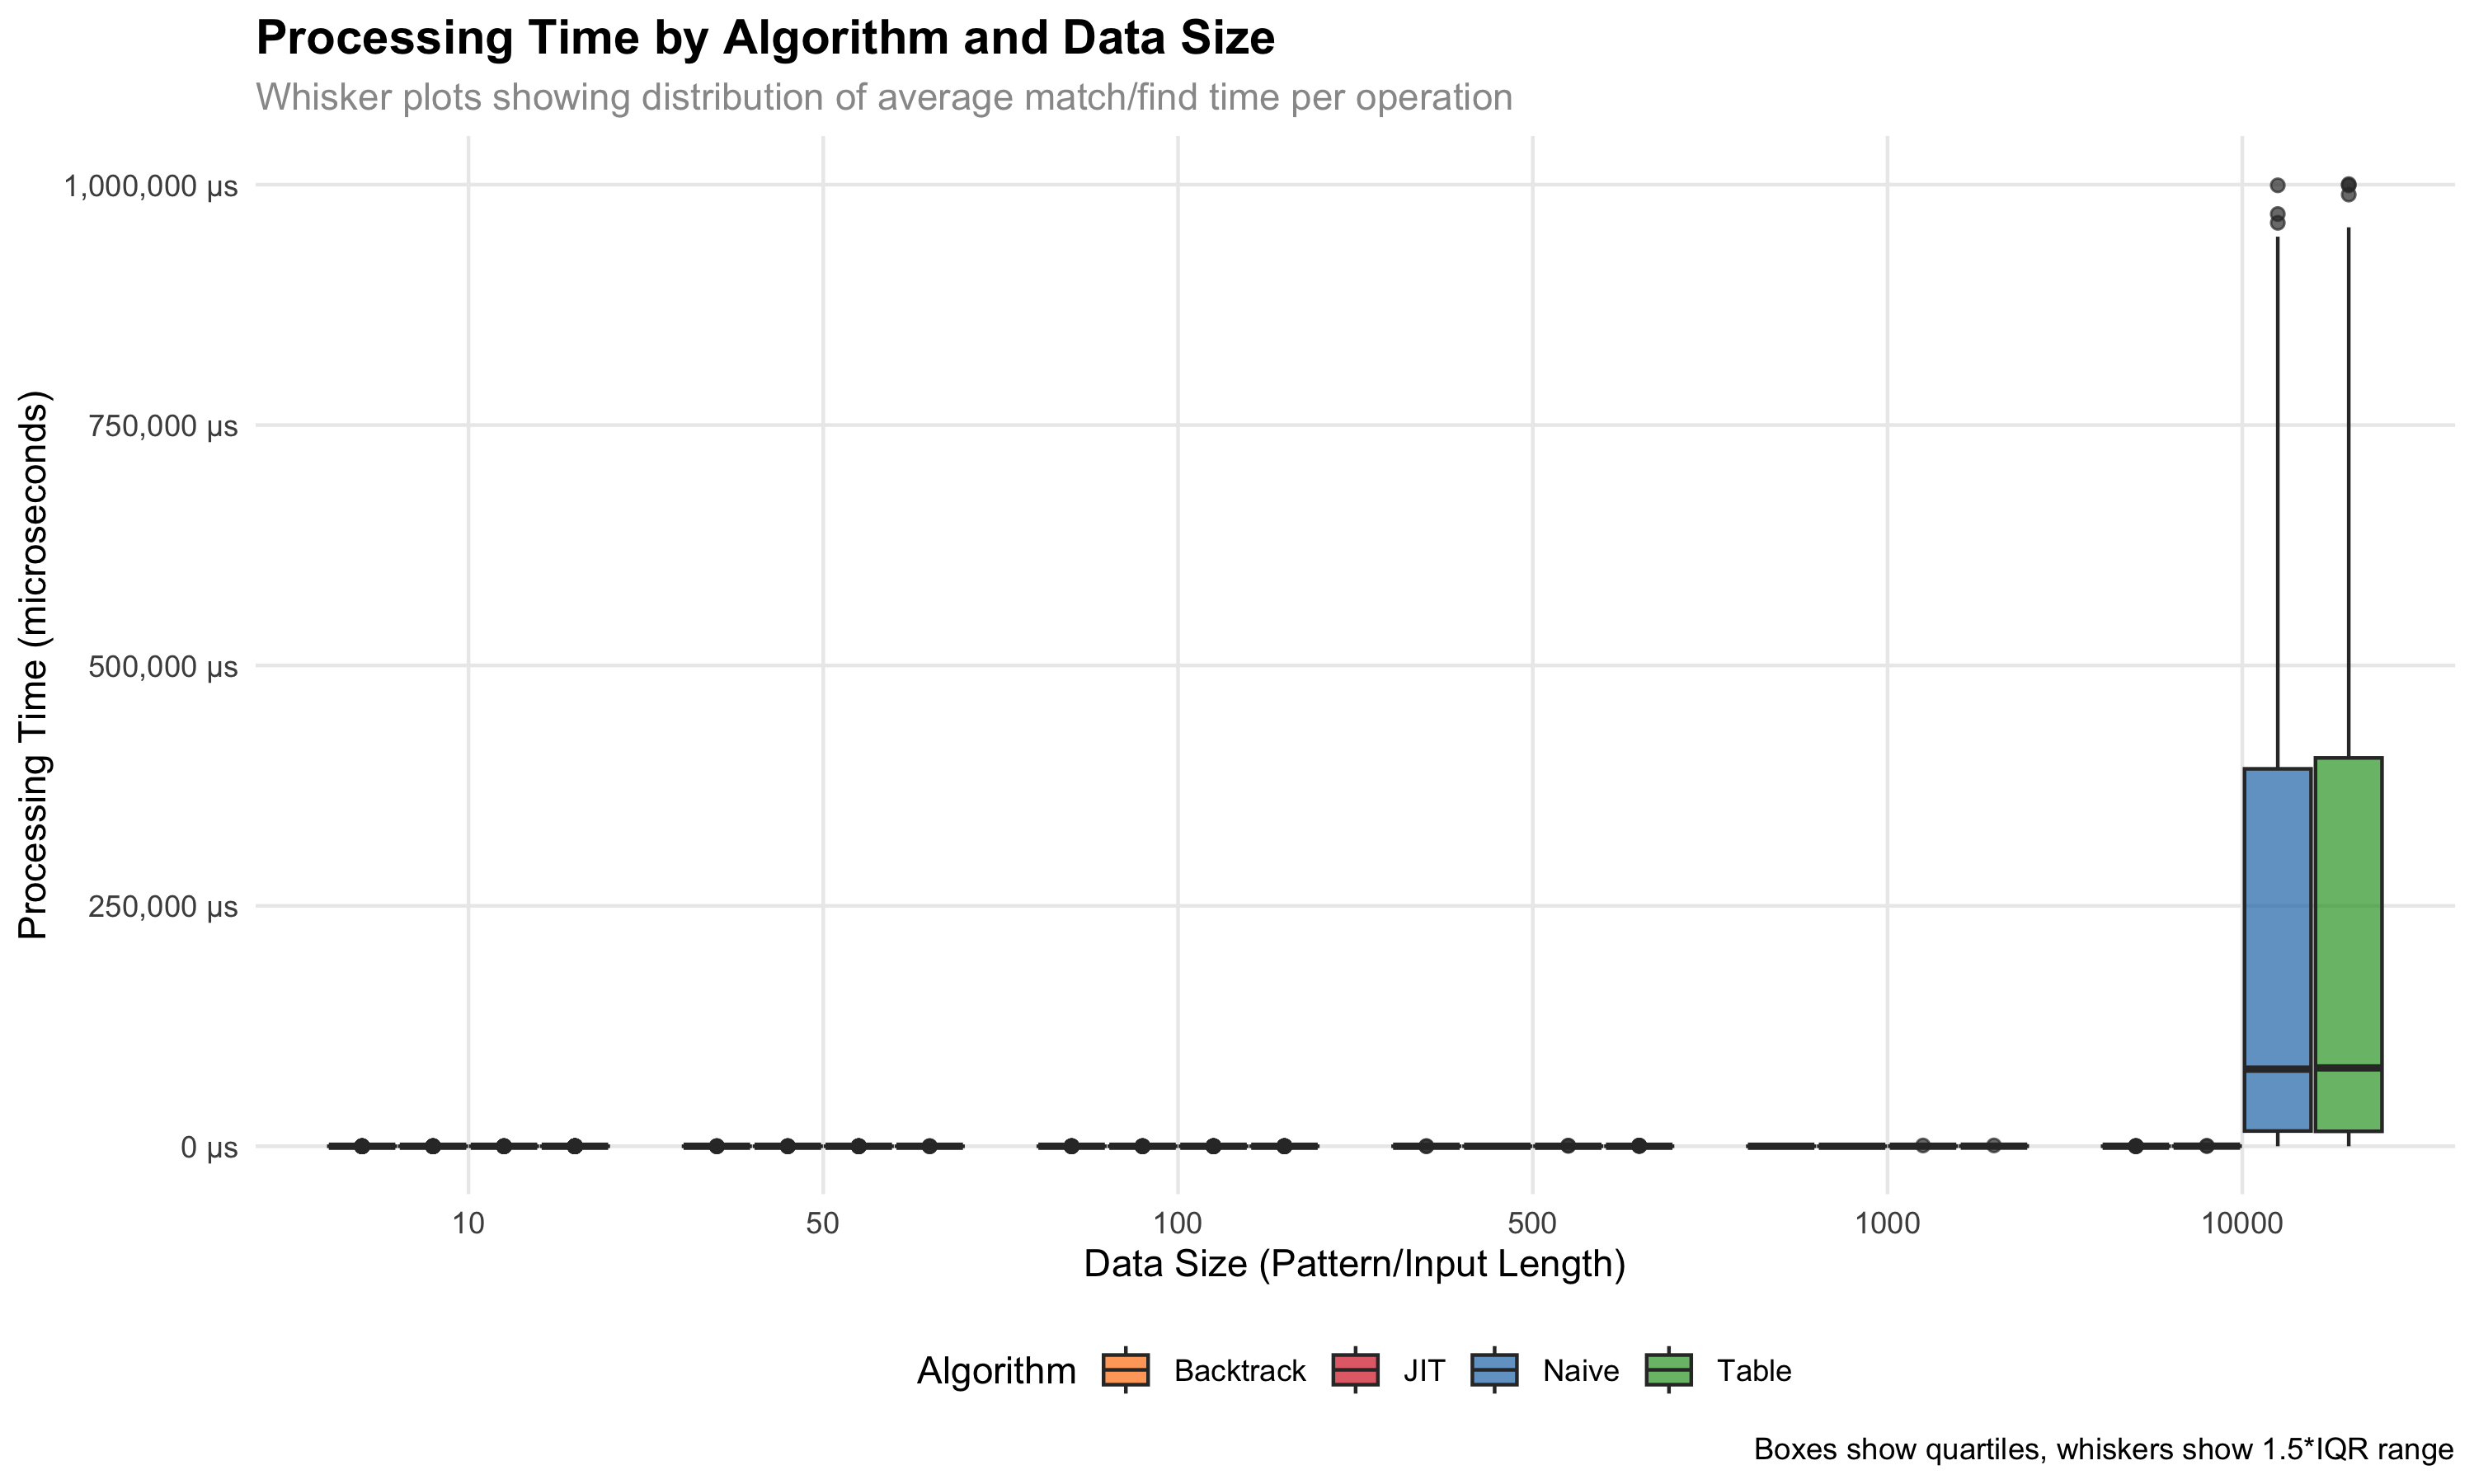 Processing Time by Algorithm and Data Size
Whisker plots showing distribution of average match/find time per operation
Processing Time (microseconds)
1,000,000 µs
750,000 µs
500,000 µs
250,000 µs
0 µs
10 50 100 500 1000 10000
Data Size (Pattern/Input Length)
Algorithm Backtrack JIT Naive Table
Boxes show quartiles, whiskers show 1.5*IQR range